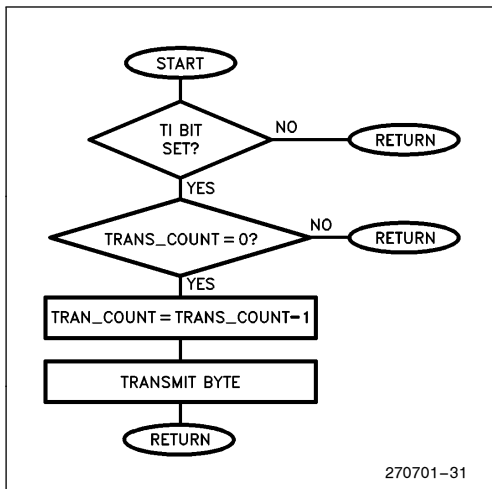 START
TI BIT
SET?
NO
RETURN
YES
TRANS_COUNT = 0?
NO
RETURN
YES
TRAN_COUNT = TRANS_COUNT-1
TRANSMIT BYTE
RETURN
270701-31